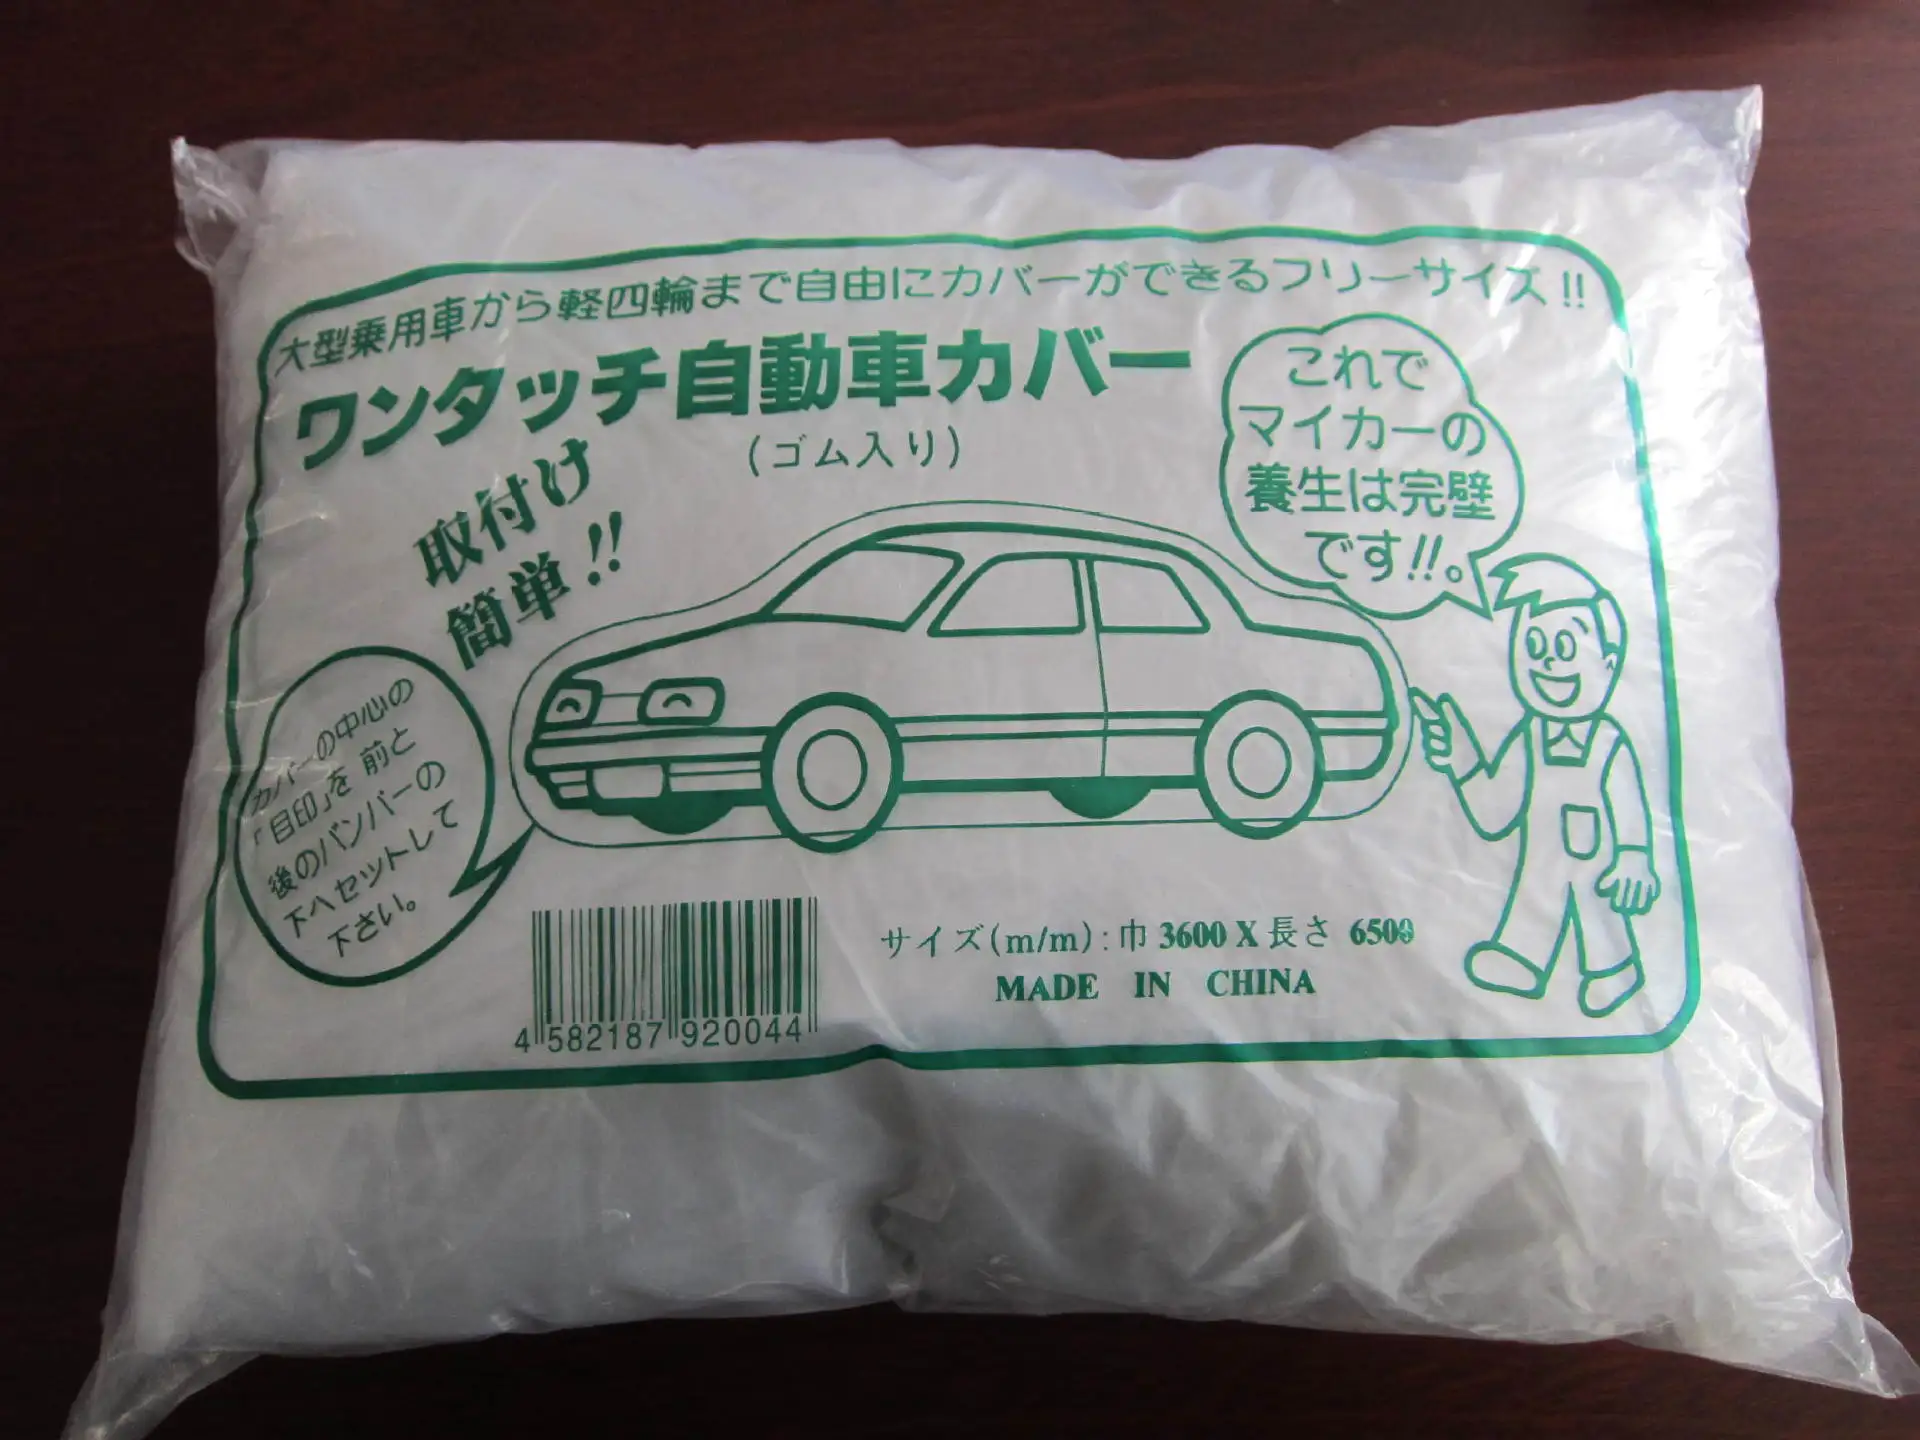 大型乗用車から軽四輪まで自由にカバーができるフリーサイズ!!
ワンタッチ自動車カバー
(ゴム入り)
取付け
簡単!!
これで
マイカーの
養生は完壁
です!!。
カバーの中心の
「目印」を 前と
後のバンパーの
下へセットして
下さい。
サイズ(m/m):巾 3600 X 長さ 6500
MADE IN CHINA
4 582187 920044